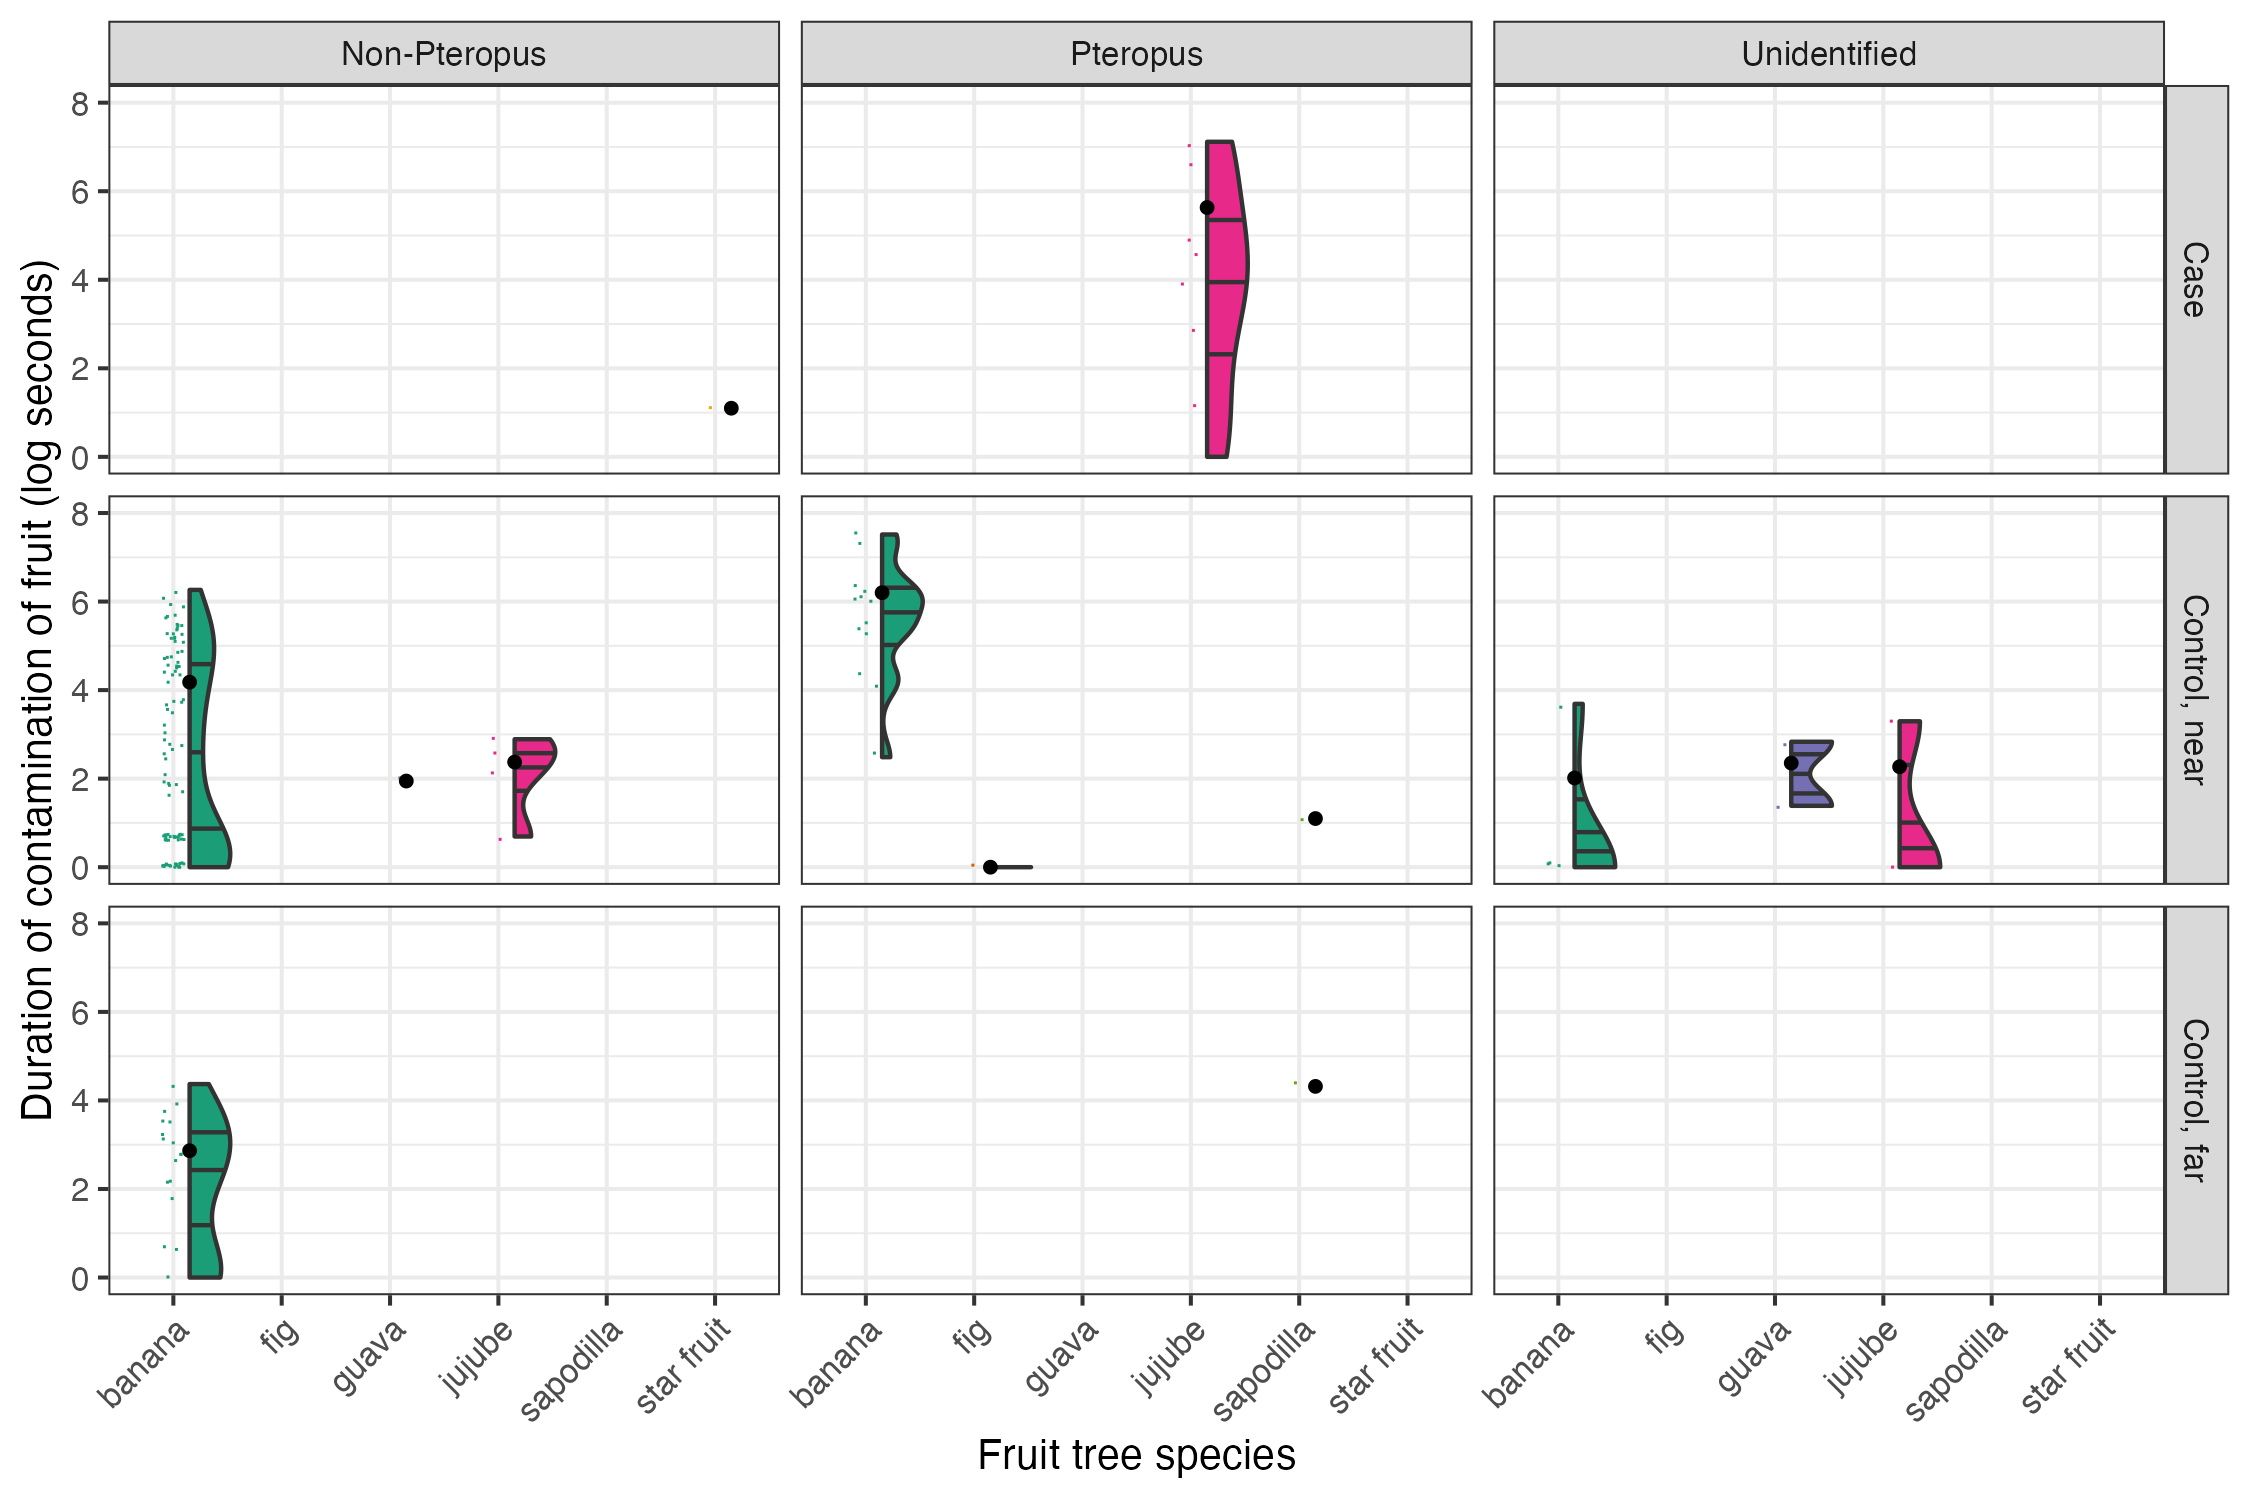 Non-Pteropus
Pteropus
Unidentified
Duration of contamination of fruit (log seconds)
8
6
4
2
0
Case
8
6
4
2
0
Control, near
8
6
4
2
0
Control, far
banana
fig
guava
jujube
sapodilla
star fruit
banana
fig
guava
jujube
sapodilla
star fruit
banana
fig
guava
jujube
sapodilla
star fruit
Fruit tree species